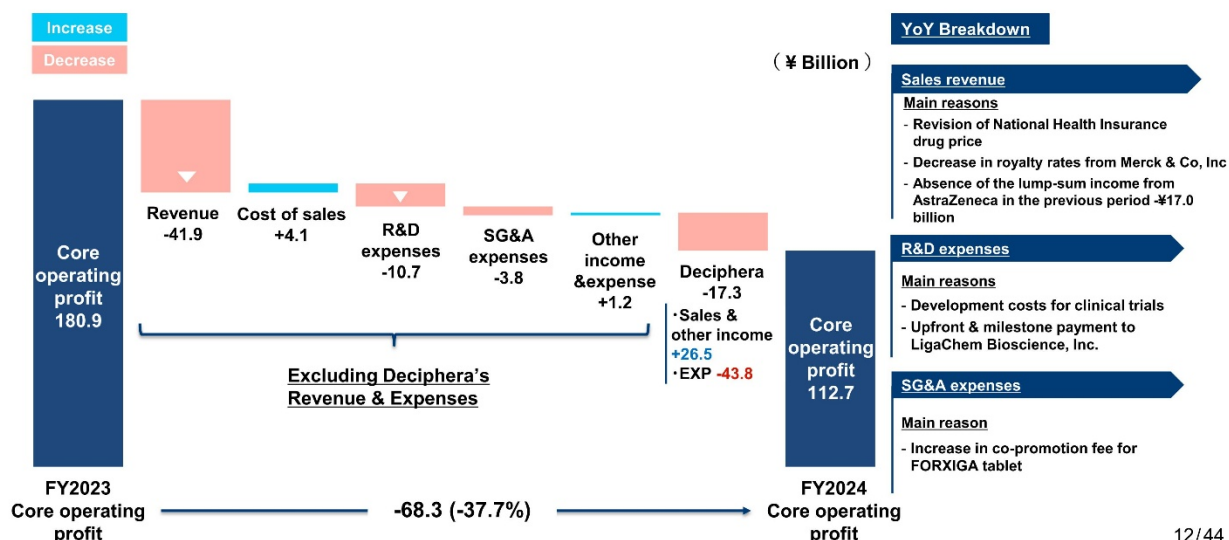 Increase
Decrease
( ¥ Billion )
Core
operating
profit
180.9
Revenue
-41.9
Cost of sales
+4.1
R&D
expenses
-10.7
SG&A
expenses
-3.8
Other
income
&expense
+1.2
Deciphera
-17.3
・Sales &
other income
+26.5
・EXP -43.8
Excluding Deciphera's
Revenue & Expenses
Core
operating
profit
112.7
FY2023
Core operating
profit
-68.3 (-37.7%)
FY2024
Core operating
profit
YoY Breakdown
Sales revenue
Main reasons
- Revision of National Health Insurance
drug price
- Decrease in royalty rates from Merck & Co, Inc
- Absence of the lump-sum income from
AstraZeneca in the previous period -¥17.0
billion
R&D expenses
Main reasons
- Development costs for clinical trials
- Upfront & milestone payment to
LigaChem Bioscience, Inc.
SG&A expenses
Main reason
- Increase in co-promotion fee for
FORXIGA tablet
12/44